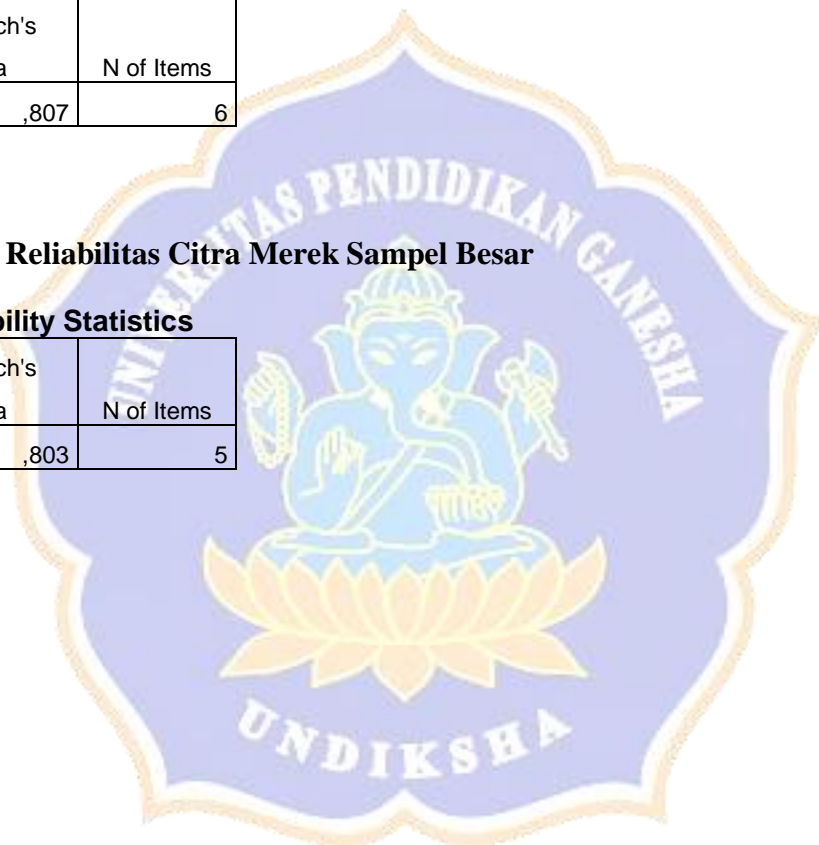 ch's
a N of Items
,807 6
Reliabilitas Citra Merek Sampel Besar
bility Statistics
ch's
a N of Items
,803 5
UNIVERSITAS PENDIDIKAN GANESHA
UNDIKSHA